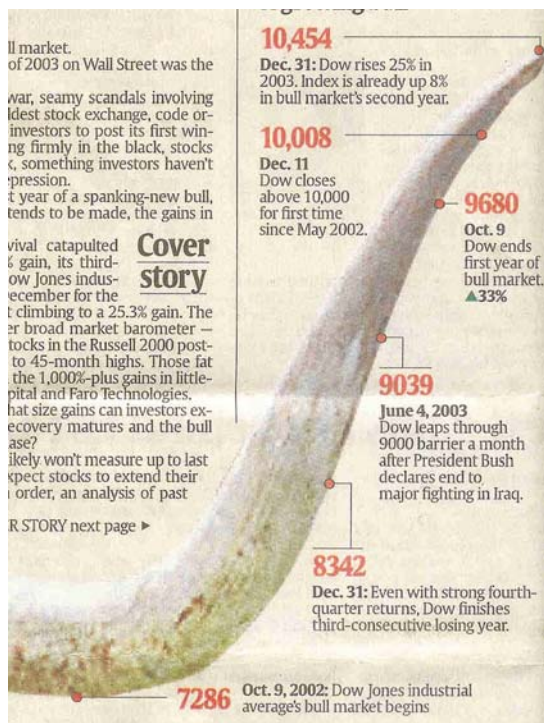 ll market.
of 2003 on Wall Street was the
war, seamy scandals involving
ldest stock exchange, code or-
investors to post its first win-
ng firmly in the black, stocks
k, something investors haven't
epression.
st year of a spanking-new bull,
tends to be made, the gains in
vival catapulted
% gain, its third-
ow Jones indus-
December for the
t climbing to a 25.3% gain. The
er broad market barometer —
tocks in the Russell 2000 post-
to 45-month highs. Those fat
the 1,000%-plus gains in little-
pital and Faro Technologies.
hat size gains can investors ex-
ecovery matures and the bull
ase?
likely won't measure up to last
xpect stocks to extend their
order, an analysis of past
R STORY next page ▶
Cover
story
10,454
Dec. 31: Dow rises 25% in
2003. Index is already up 8%
in bull market's second year.
10,008
Dec. 11
Dow closes
above 10,000
for first time
since May 2002.
9680
Oct. 9
Dow ends
first year of
bull market.
▲33%
9039
June 4, 2003
Dow leaps through
9000 barrier a month
after President Bush
declares end to
major fighting in Iraq.
8342
Dec. 31: Even with strong fourth-
quarter returns, Dow finishes
third-consecutive losing year.
7286 Oct. 9, 2002: Dow Jones industrial
average's bull market begins